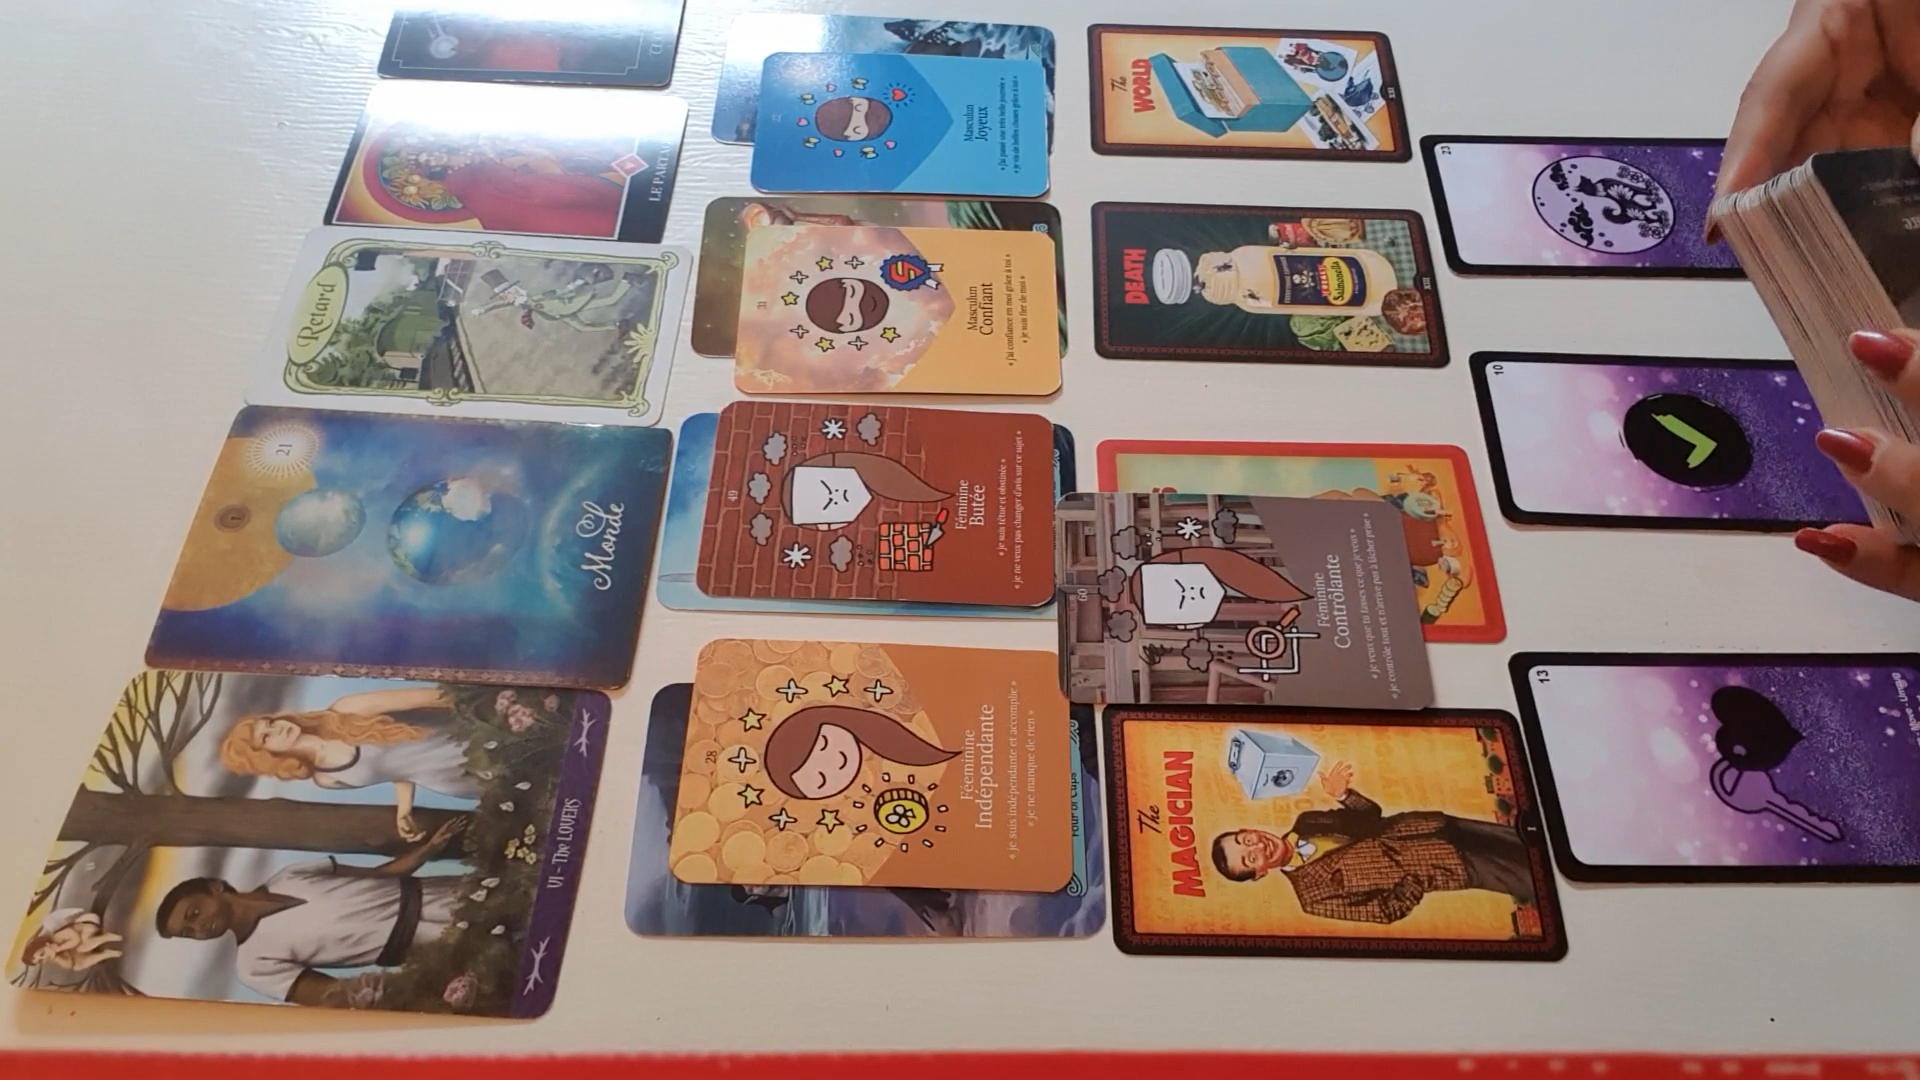 LE PARTAG
Retard
21
1
Monde
VI - The LOVERS
Masculin
Joyeux
31
Masculin
Confiant
« j'ai confiance en moi grâce à toi »
« je suis fier de moi »
49
Féminine
Butée
« je suis têtue et obstinée »
« je ne veux pas changer d'avis sur ce sujet »
28
Féminine
Indépendante
« je suis indépendante et accomplie »
« je ne manque de rien »
Four of Cups
The
WORLD
XXI
DEATH
Salmonella
XIII
60
Féminine
Contrôlante
« je veux que tu fasses ce que je veux »
« je contrôle tout et n'arrive pas à lâcher prise »
The
MAGICIAN
I
23
10
13